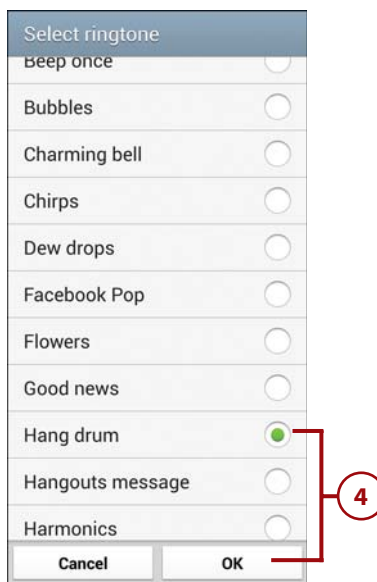 Select ringtone
Beep once
Bubbles
Charming bell
Chirps
Dew drops
Facebook Pop
Flowers
Good news
Hang drum
Hangouts message
Harmonics
4
Cancel OK